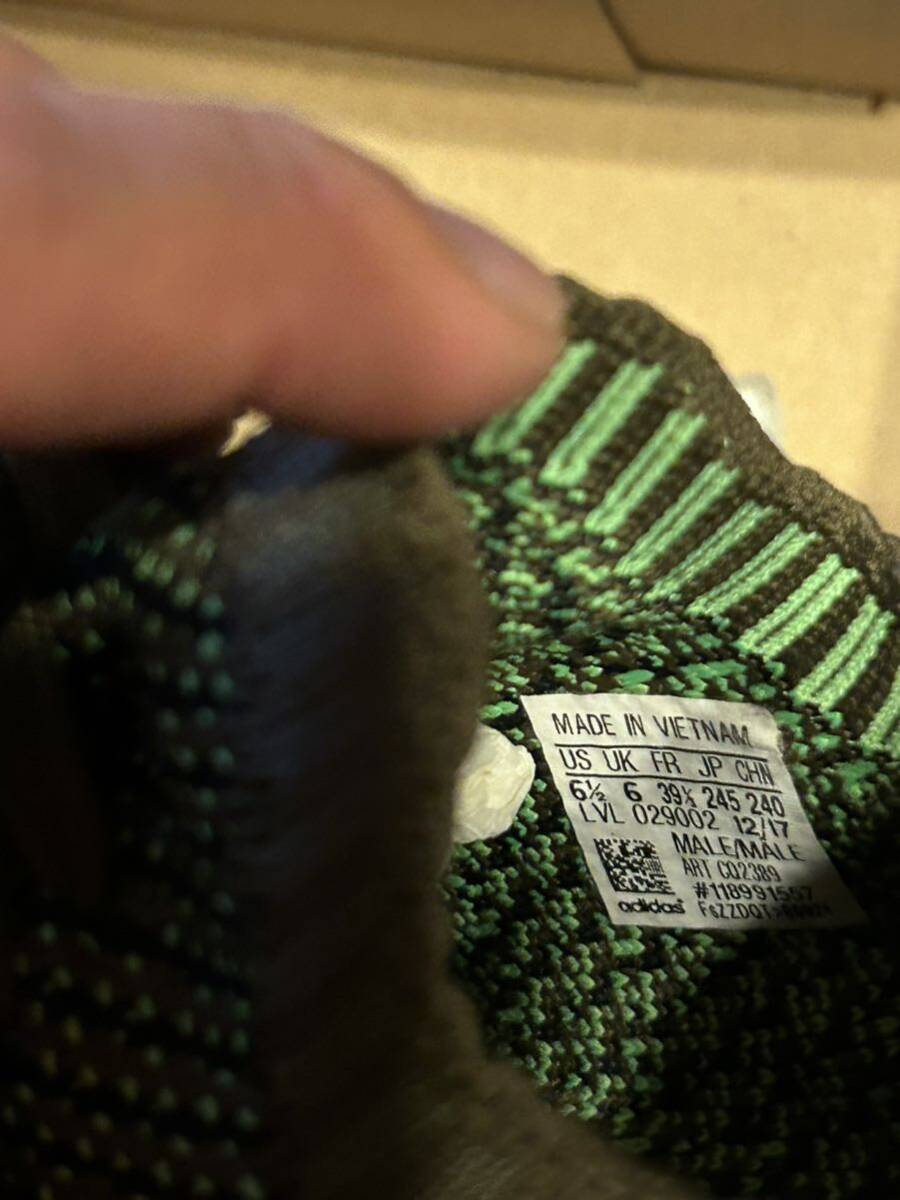 MADE IN VIETNAM
US UK FR JP CHN
6½ 6 39⅓ 245 240
LVL 029002 12/17
MALE/MÂLE
ART CQ2389
#118991557
adidas